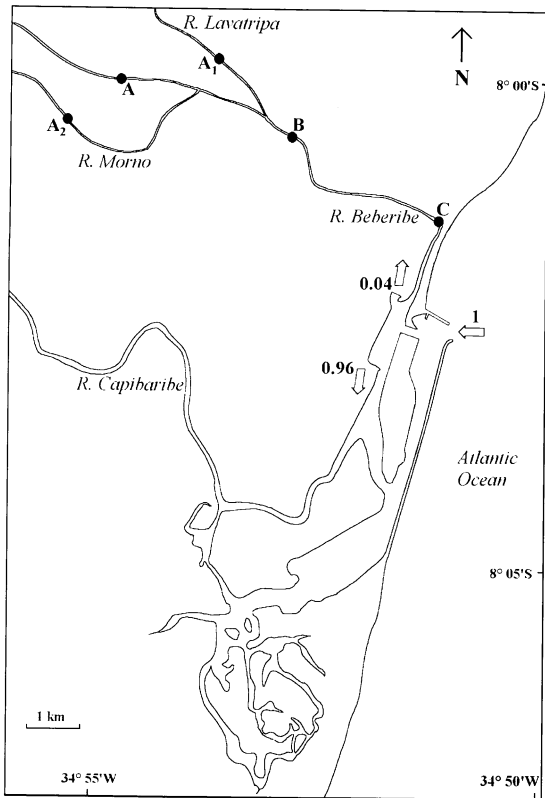 R. Lavatripa
A₁
N
8° 00'S
A
A₂
B
R. Morno
R. Beberibe
C
0.04
1
0.96
R. Capibaribe
Atlantic
Ocean
8° 05'S
1 km
34° 55'W
34° 50'W